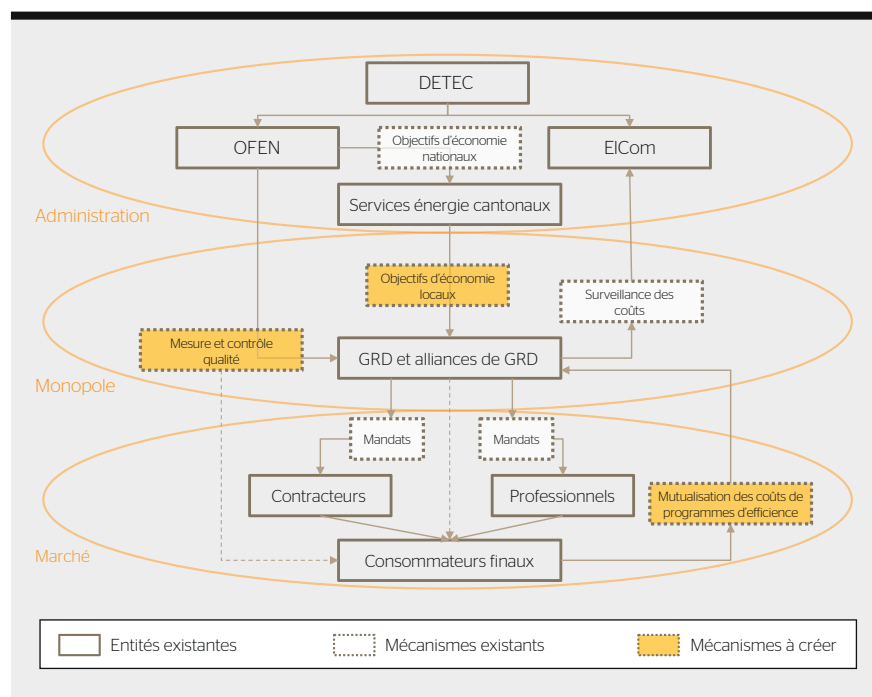 DETEC
OFEN
Objectifs d'économie
nationaux
ElCom
Services énergie cantonaux
Administration
Objectifs d'économie
locaux
Surveillance des
coûts
Mesure et contrôle
qualité
GRD et alliances de GRD
Monopole
Mandats
Mandats
Contracteurs
Professionnels
Mutualisation des coûts de
programmes d'efficience
Marché
Consommateurs finaux
Entités existantes
Mécanismes existants
Mécanismes à créer